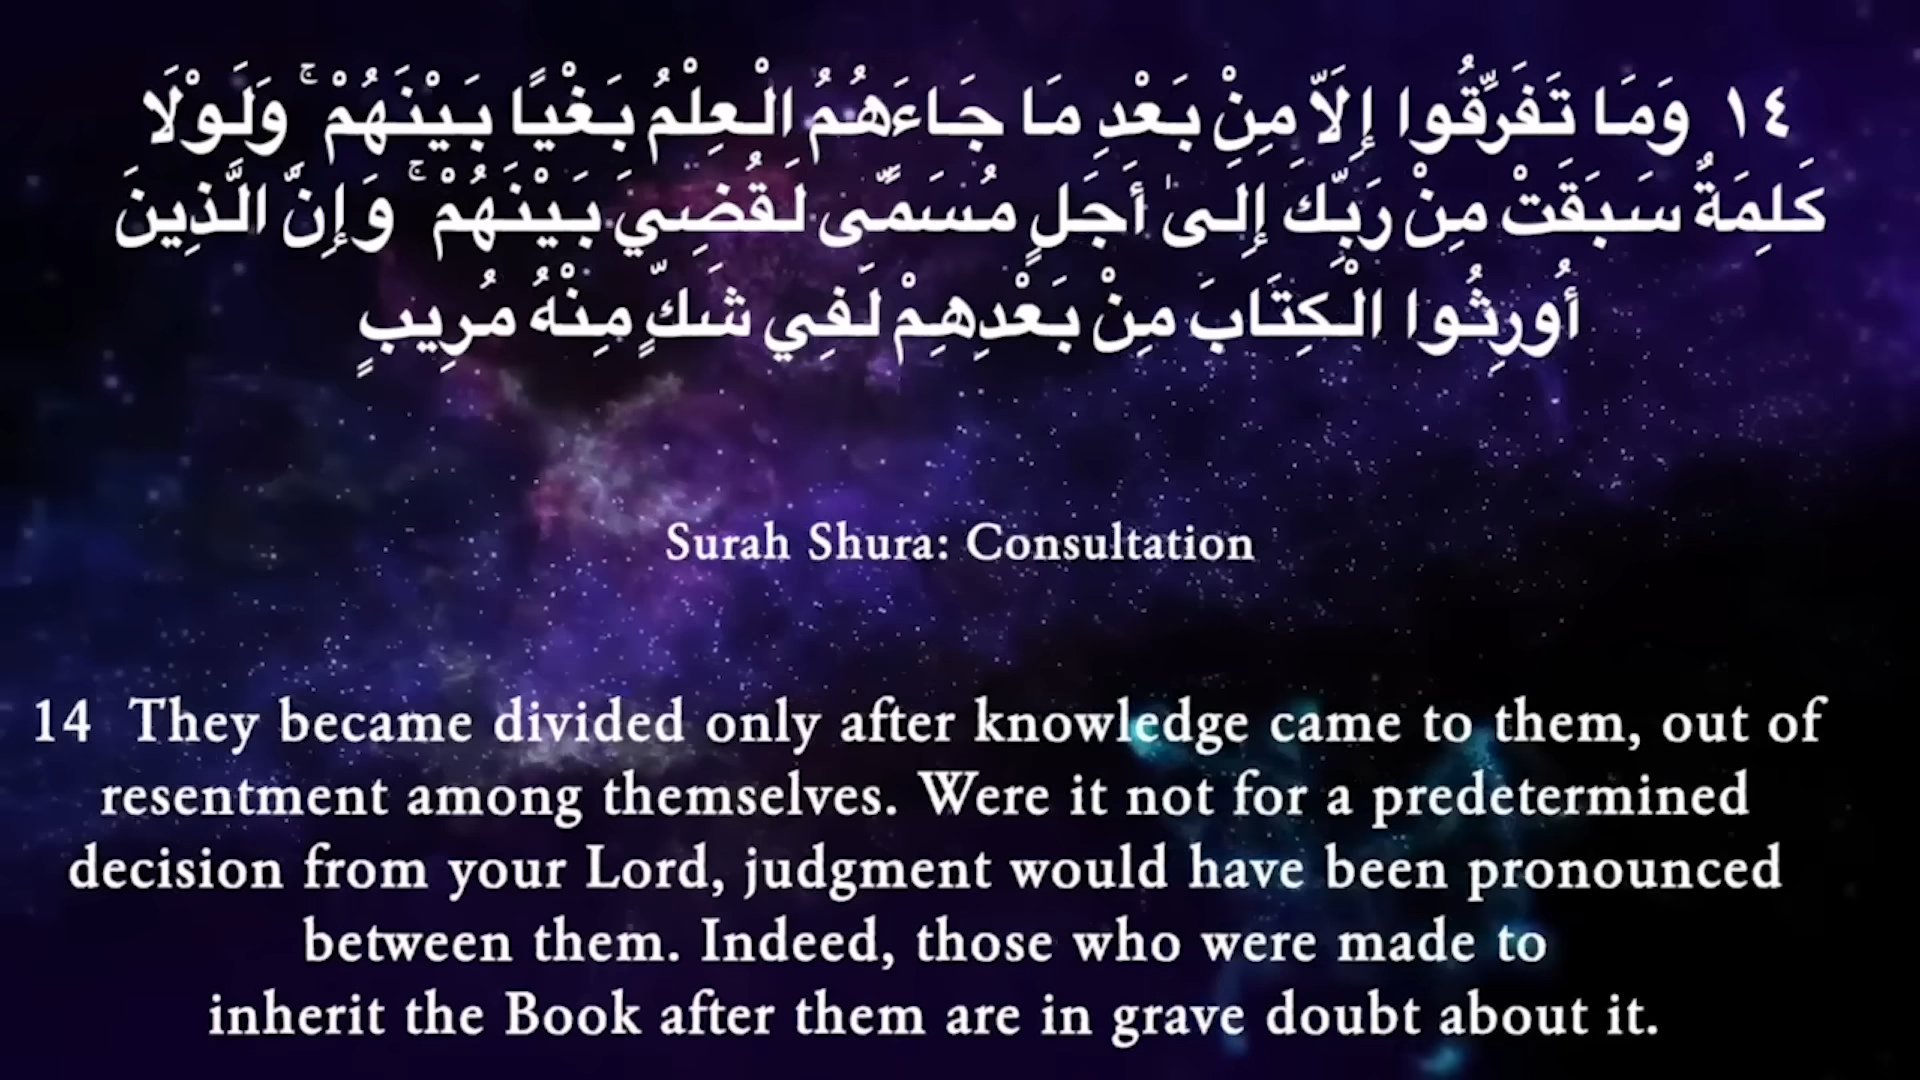 ١٤ وَمَا تَفَرَّقُوا إِلَّا مِنْ بَعْدِ مَا جَاءَهُمُ الْعِلْمُ بَغْيًا بَيْنَهُمْ ۚ وَلَوْلَا
كَلِمَةٌ سَبَقَتْ مِنْ رَبِّكَ إِلَىٰ أَجَلٍ مُسَمًّى لَقُضِيَ بَيْنَهُمْ ۚ وَإِنَّ الَّذِينَ
أُورِثُوا الْكِتَابَ مِنْ بَعْدِهِمْ لَفِي شَكٍّ مِنْهُ مُرِيبٍ
Surah Shura: Consultation
14 They became divided only after knowledge came to them, out of
resentment among themselves. Were it not for a predetermined
decision from your Lord, judgment would have been pronounced
between them. Indeed, those who were made to
inherit the Book after them are in grave doubt about it.